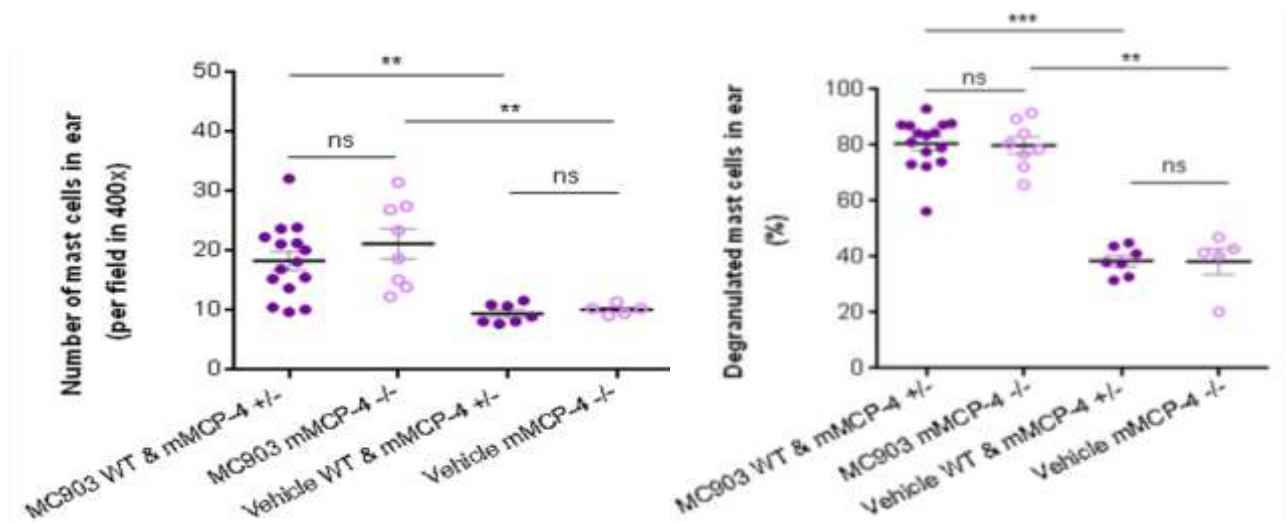 Number of mast cells in ear
(per field in 400x)
50
40
30
20
10
0
**
**
ns
ns
MC903 WT & mMCP-4 +/-
MC903 mMCP-4 -/-
Vehicle WT & mMCP-4 +/-
Vehicle mMCP-4 -/-
Degranulated mast cells in ear
(%)
100
80
60
40
20
0
***
**
ns
ns
MC903 WT & mMCP-4 +/-
MC903 mMCP-4 -/-
Vehicle WT & mMCP-4 +/-
Vehicle mMCP-4 -/-